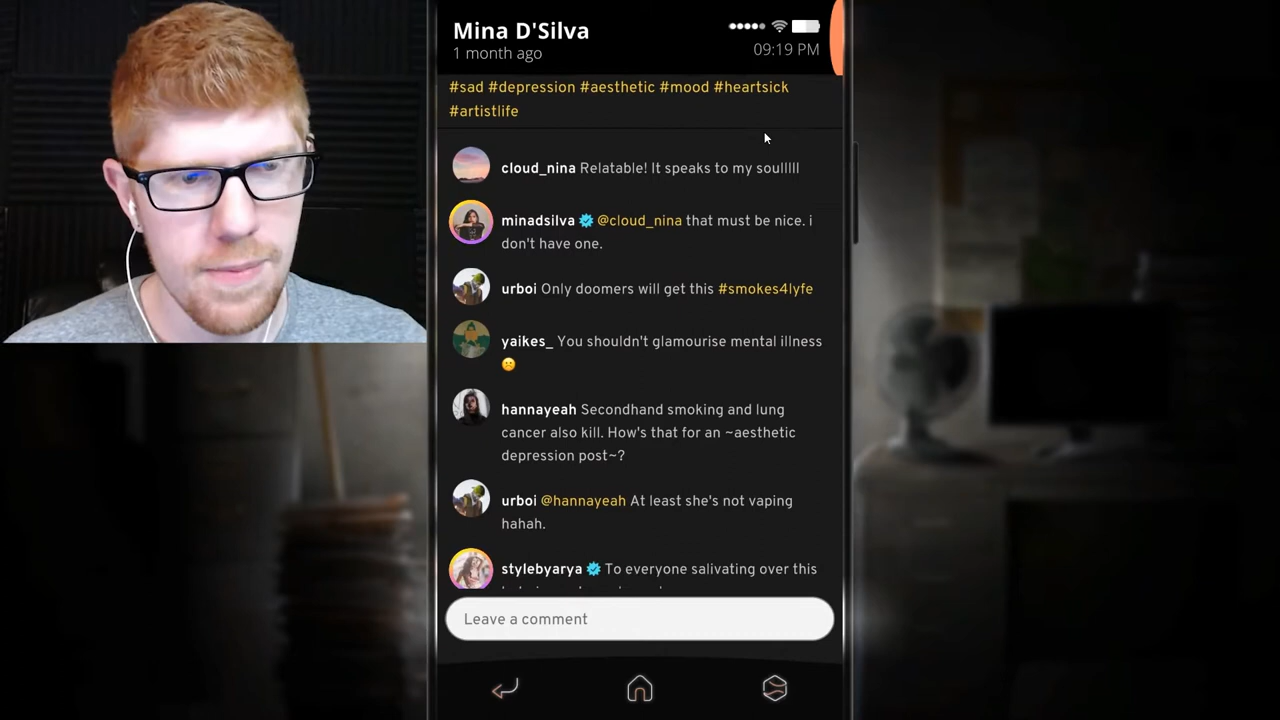 Mina D'Silva
1 month ago
09:19 PM
#sad #depression #aesthetic #mood #heartsick
#artistlife
cloud_nina Relatable! It speaks to my soulllll
minadsilva @cloud_nina that must be nice. i
don't have one.
urboi Only doomers will get this #smokes4lyfe
yaikes_ You shouldn't glamourise mental illness
hannayeah Secondhand smoking and lung
cancer also kill. How's that for an ~aesthetic
depression post~?
urboi @hannayeah At least she's not vaping
hahah.
stylebyarya To everyone salivating over this
Leave a comment